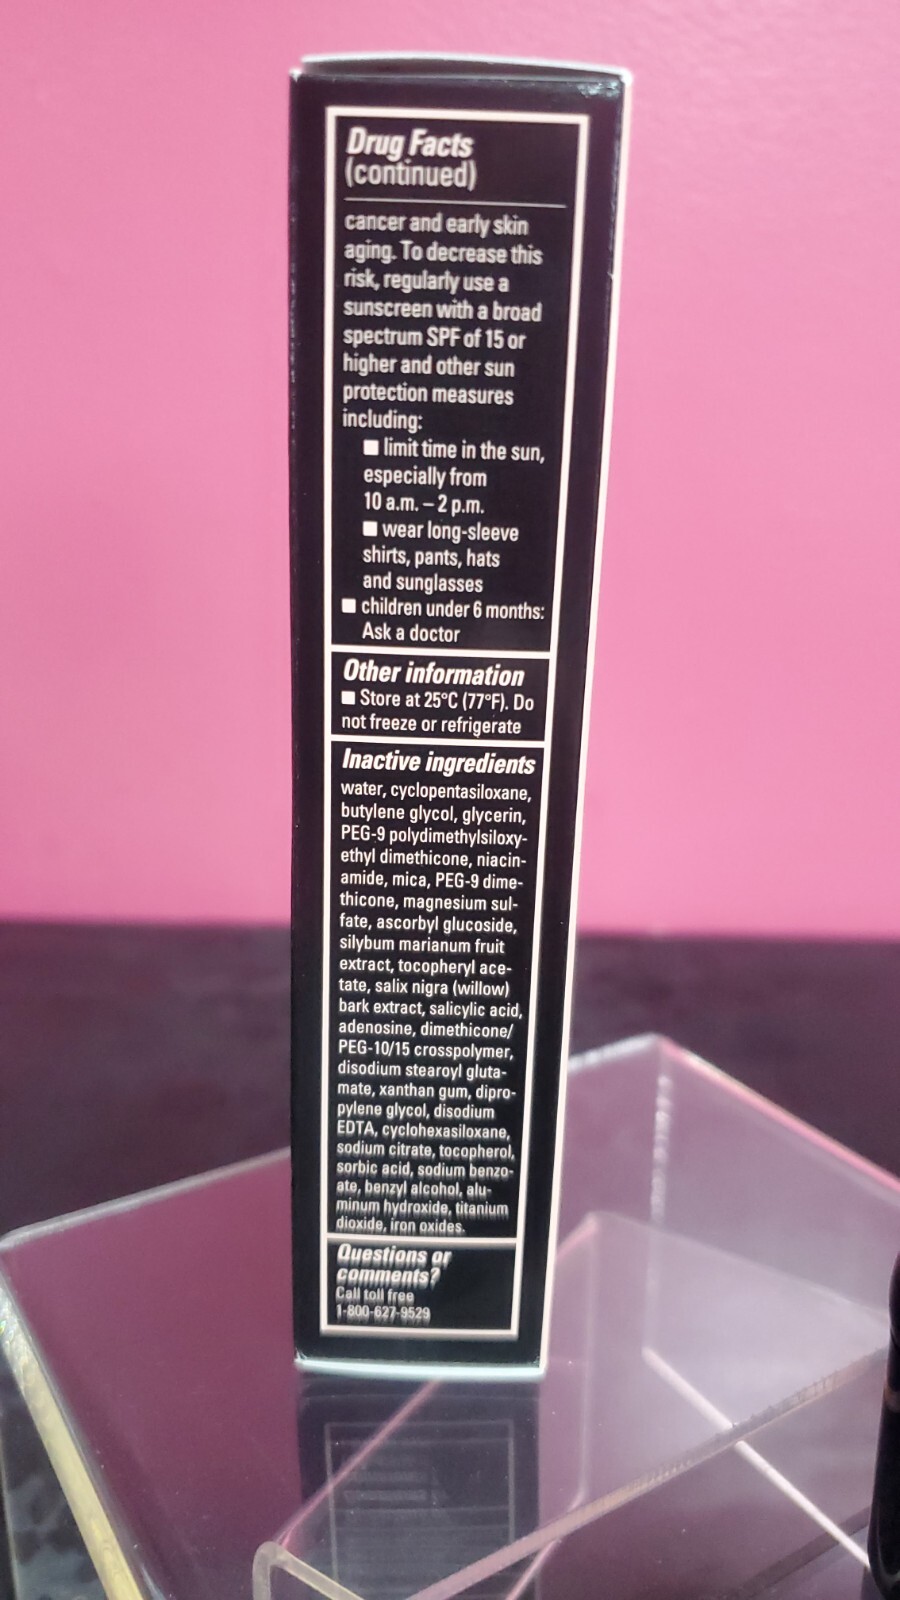 Drug Facts
(continued)
cancer and early skin
aging. To decrease this
risk, regularly use a
sunscreen with a broad
spectrum SPF of 15 or
higher and other sun
protection measures
including:
■ limit time in the sun,
especially from
10 a.m. – 2 p.m.
■ wear long-sleeve
shirts, pants, hats
and sunglasses
■ children under 6 months:
Ask a doctor
Other information
■ Store at 25°C (77°F). Do
not freeze or refrigerate
Inactive ingredients
water, cyclopentasiloxane,
butylene glycol, glycerin,
PEG-9 polydimethylsiloxy-
ethyl dimethicone, niacin-
amide, mica, PEG-9 dime-
thicone, magnesium sul-
fate, ascorbyl glucoside,
silybum marianum fruit
extract, tocopheryl ace-
tate, salix nigra (willow)
bark extract, salicylic acid,
adenosine, dimethicone/
PEG-10/15 crosspolymer,
disodium stearoyl gluta-
mate, xanthan gum, dipro-
pylene glycol, disodium
EDTA, cyclohexasiloxane,
sodium citrate, tocopherol,
sorbic acid, sodium benzo-
ate, benzyl alcohol, alu-
minum hydroxide, titanium
dioxide, iron oxides.
Questions or
comments?
Call toll free
1-800-627-9529